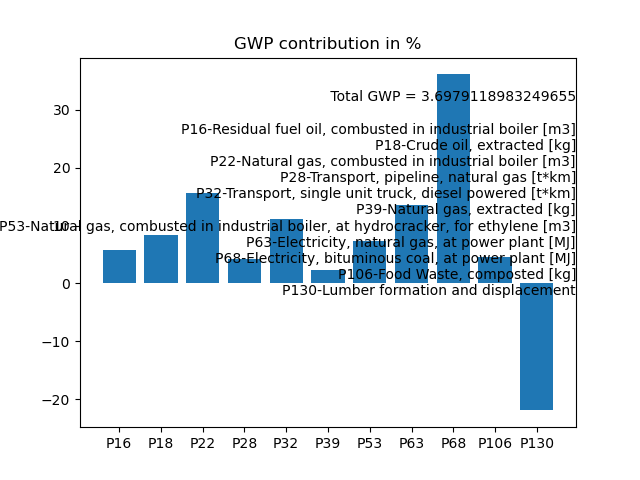 GWP contribution in %
Total GWP = 3.6979118983249655
P16-Residual fuel oil, combusted in industrial boiler [m3]
P18-Crude oil, extracted [kg]
P22-Natural gas, combusted in industrial boiler [m3]
P28-Transport, pipeline, natural gas [t*km]
P32-Transport, single unit truck, diesel powered [t*km]
P39-Natural gas, extracted [kg]
P53-Natural gas, combusted in industrial boiler, at hydrocracker, for ethylene [m3]
P63-Electricity, natural gas, at power plant [MJ]
P68-Electricity, bituminous coal, at power plant [MJ]
P106-Food Waste, composted [kg]
P130-Lumber formation and displacement
30
20
10
0
−10
−20
P16 P18 P22 P28 P32 P39 P53 P63 P68 P106 P130